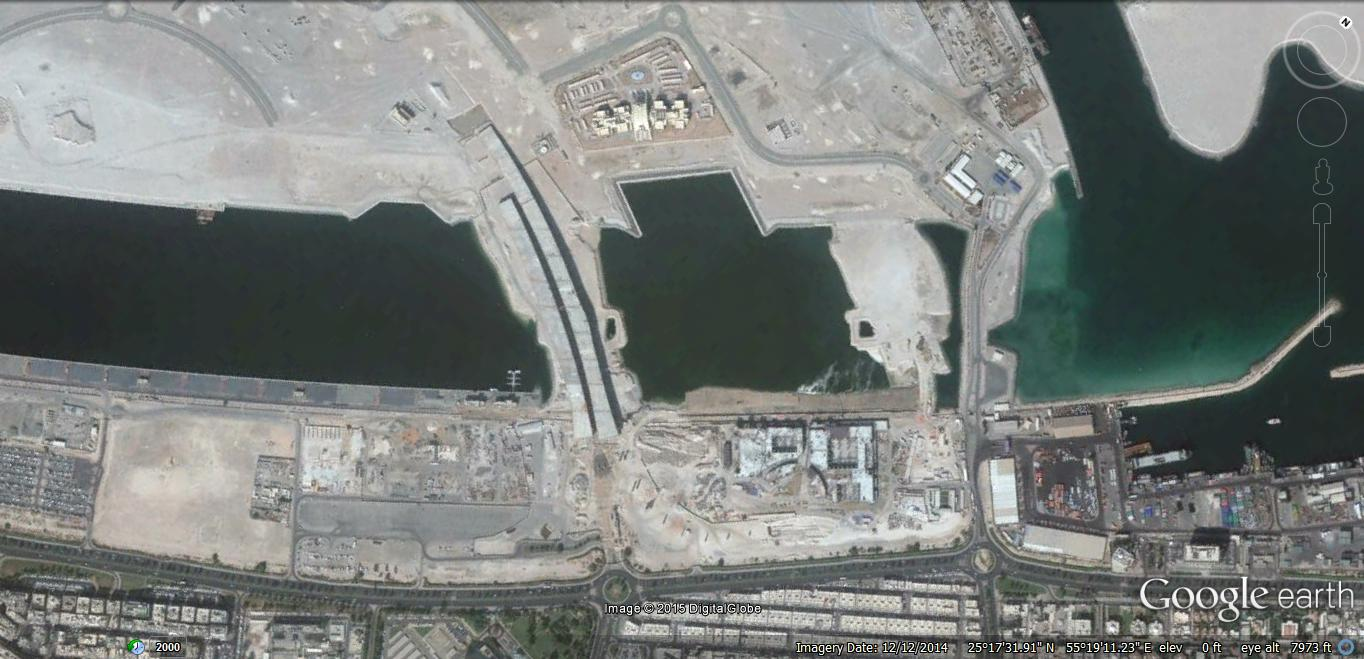 N
Google earth
Image © 2015 DigitalGlobe
2000
Imagery Date: 12/12/2014 25°17'31.91" N 55°19'11.23" E elev 0 ft eye alt 7973 ft